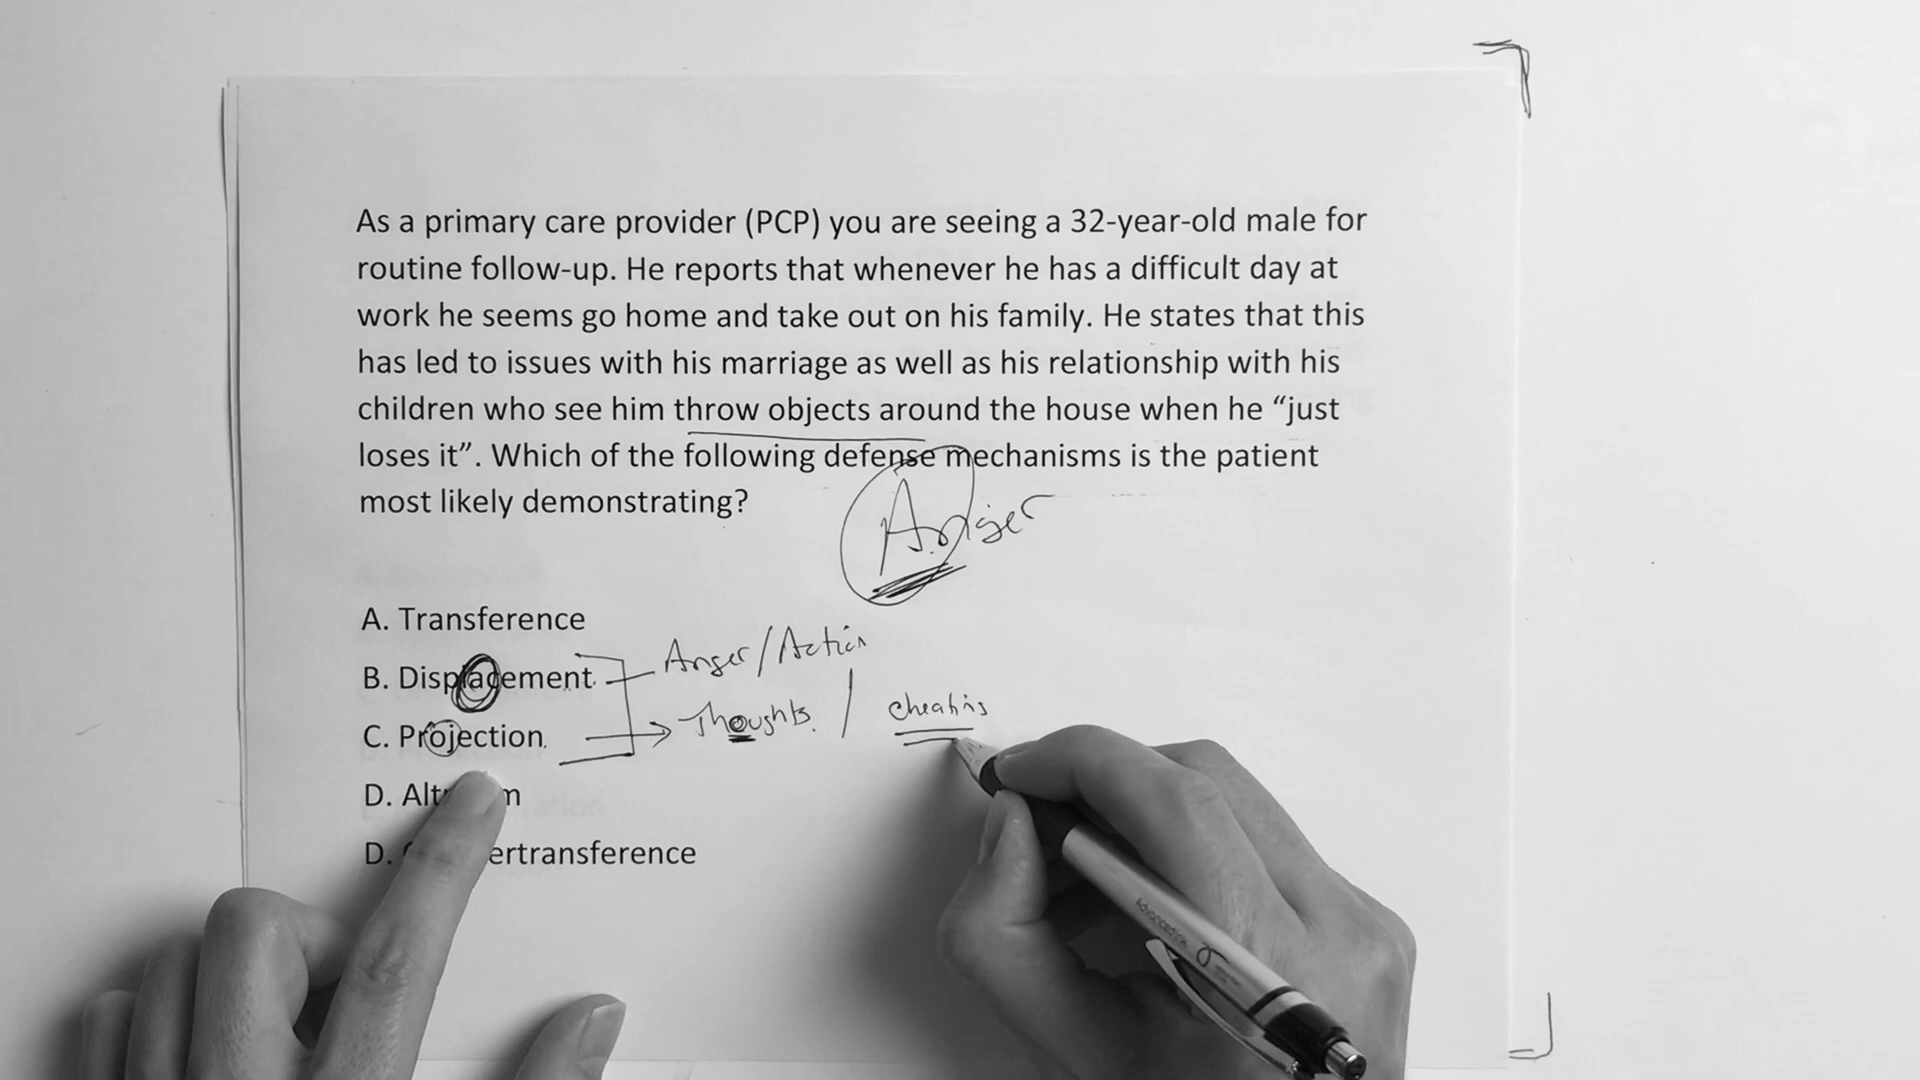 As a primary care provider (PCP) you are seeing a 32-year-old male for
routine follow-up. He reports that whenever he has a difficult day at
work he seems go home and take out on his family. He states that this
has led to issues with his marriage as well as his relationship with his
children who see him throw objects around the house when he “just
loses it”. Which of the following defense mechanisms is the patient
most likely demonstrating?
Anger
A. Transference
Anger/Action
B. Displacement
Thoughts / cheating
C. Projection
D.
D. ertransference